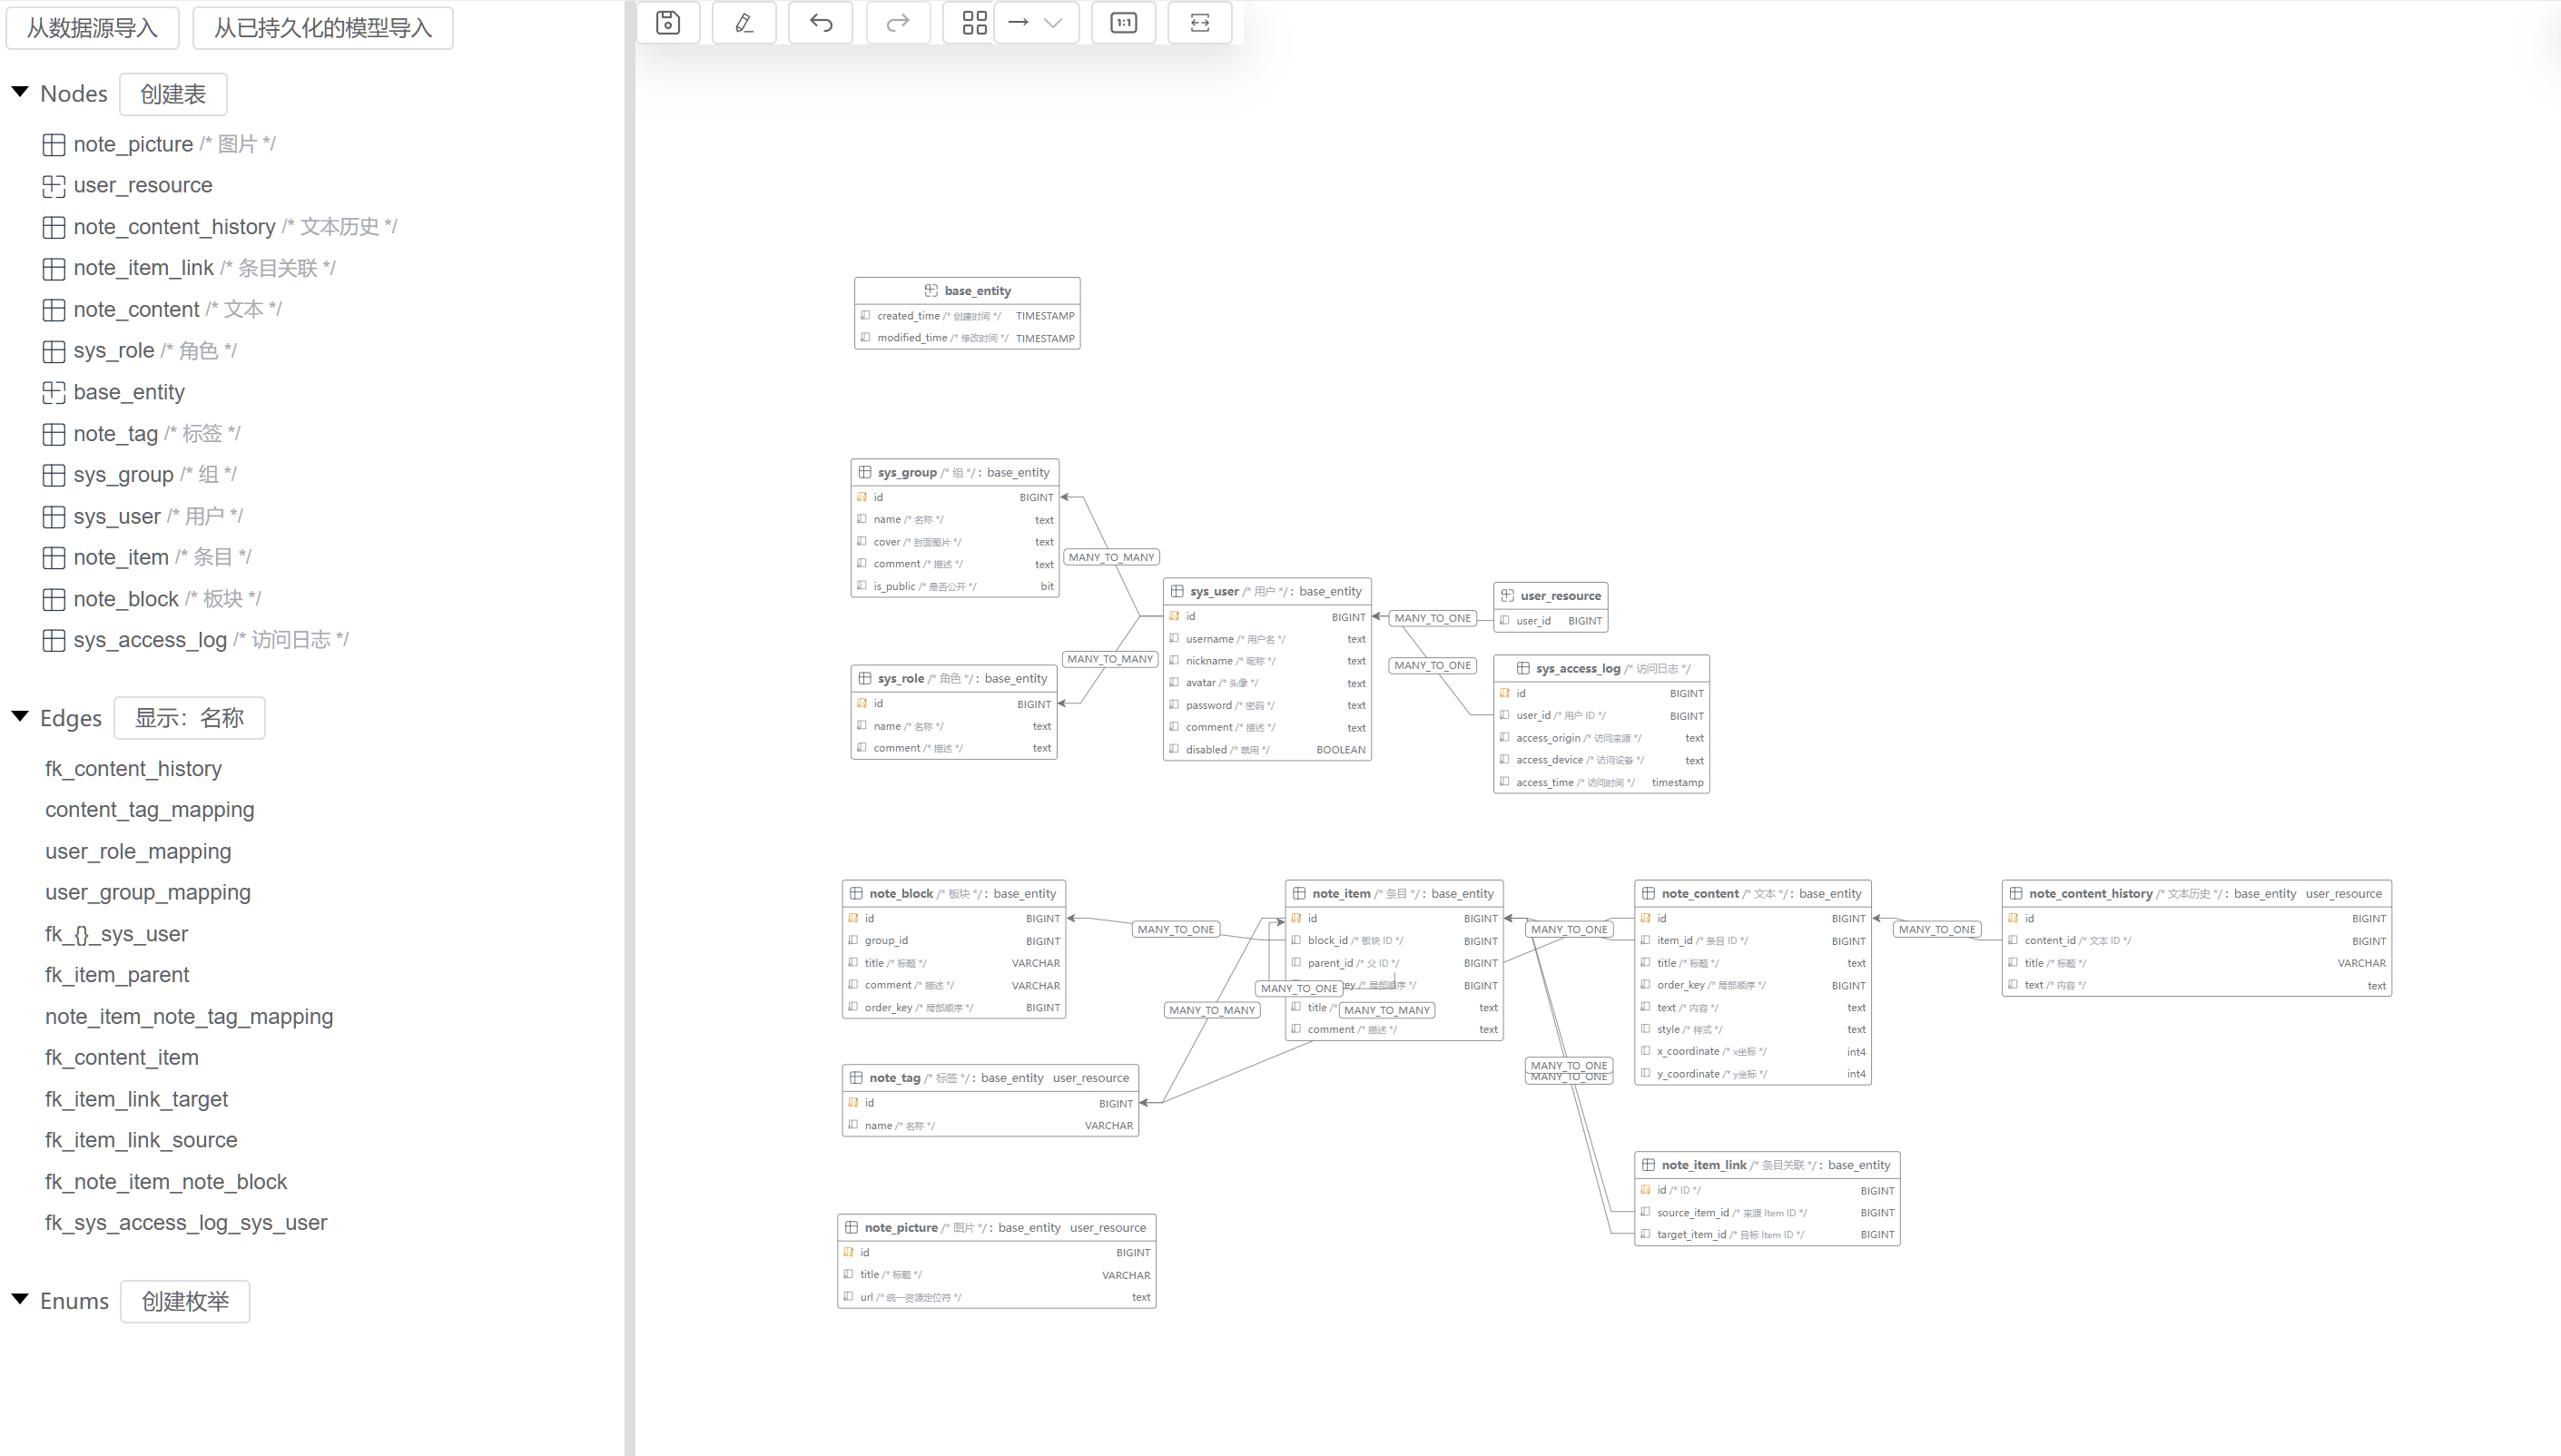 从数据源导入
从已持久化的模型导入
1:1
Nodes 创建表
note_picture /* 图片 */
user_resource
note_content_history /* 文本历史 */
note_item_link /* 条目关联 */
note_content /* 文本 */
sys_role /* 角色 */
base_entity
note_tag /* 标签 */
sys_group /* 组 */
sys_user /* 用户 */
note_item /* 条目 */
note_block /* 板块 */
sys_access_log /* 访问日志 */
Edges 显示：名称
fk_content_history
content_tag_mapping
user_role_mapping
user_group_mapping
fk_{}_sys_user
fk_item_parent
note_item_note_tag_mapping
fk_content_item
fk_item_link_target
fk_item_link_source
fk_note_item_note_block
fk_sys_access_log_sys_user
Enums 创建枚举
base_entity
created_time /* 创建时间 */ TIMESTAMP
modified_time /* 修改时间 */ TIMESTAMP
sys_group /* 组 */ : base_entity
id BIGINT
name /* 名称 */ text
cover /* 封面图片 */ text
comment /* 描述 */ text
is_public /* 是否公开 */ bit
MANY_TO_MANY
MANY_TO_MANY
sys_role /* 角色 */ : base_entity
id BIGINT
name /* 名称 */ text
comment /* 描述 */ text
sys_user /* 用户 */ : base_entity
id BIGINT
username /* 用户名 */ text
nickname /* 昵称 */ text
avatar /* 头像 */ text
password /* 密码 */ text
comment /* 描述 */ text
disabled /* 禁用 */ BOOLEAN
MANY_TO_ONE
MANY_TO_ONE
user_resource
user_id BIGINT
sys_access_log /* 访问日志 */
id BIGINT
user_id /* 用户 ID */ BIGINT
access_origin /* 访问来源 */ text
access_device /* 访问设备 */ text
access_time /* 访问时间 */ timestamp
note_block /* 板块 */ : base_entity
id BIGINT
group_id BIGINT
title /* 标题 */ VARCHAR
comment /* 描述 */ VARCHAR
order_key /* 局部顺序 */ BIGINT
MANY_TO_ONE
note_item /* 条目 */ : base_entity
id BIGINT
block_id /* 板块 ID */ BIGINT
parent_id /* 父 ID */ BIGINT
MANY_TO_ONE
ey /* 局部顺序 */ BIGINT
MANY_TO_MANY
title /* MANY_TO_MANY text
comment /* 描述 */ text
MANY_TO_ONE
note_content /* 文本 */ : base_entity
id BIGINT
item_id /* 条目 ID */ BIGINT
title /* 标题 */ text
order_key /* 局部顺序 */ BIGINT
text /* 内容 */ text
style /* 样式 */ text
x_coordinate /* x坐标 */ int4
y_coordinate /* y坐标 */ int4
MANY_TO_ONE
note_content_history /* 文本历史 */ : base_entity user_resource
id BIGINT
content_id /* 文本 ID */ BIGINT
title /* 标题 */ VARCHAR
text /* 内容 */ text
MANY_TO_ONE
MANY_TO_ONE
note_tag /* 标签 */ : base_entity user_resource
id BIGINT
name /* 名称 */ VARCHAR
note_item_link /* 条目关联 */ : base_entity
id /* ID */ BIGINT
source_item_id /* 来源 Item ID */ BIGINT
target_item_id /* 目标 Item ID */ BIGINT
note_picture /* 图片 */ : base_entity user_resource
id BIGINT
title /* 标题 */ VARCHAR
url /* 统一资源定位符 */ text